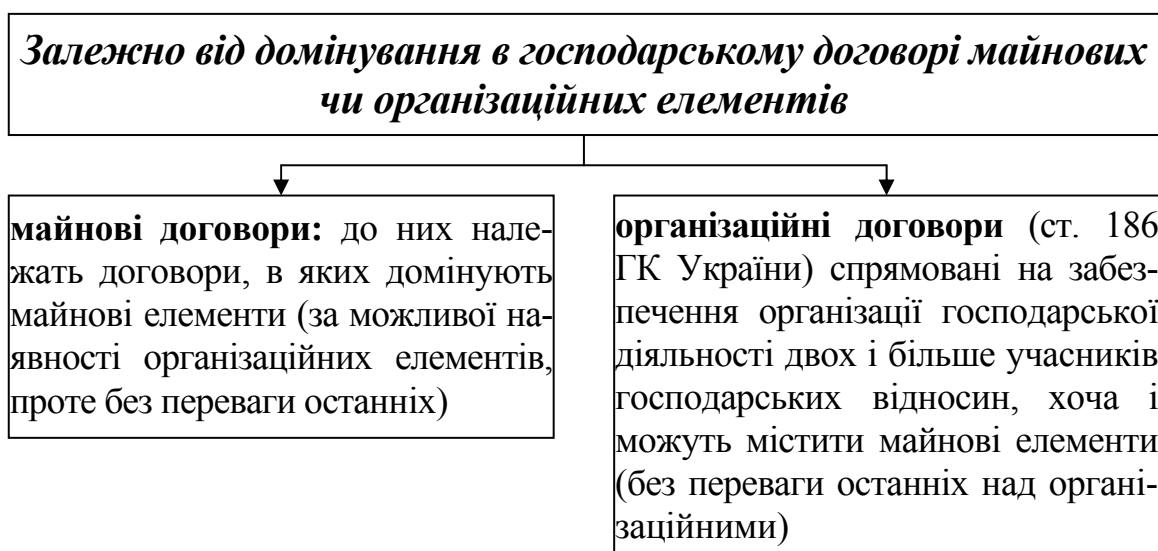 Залежно від домінування в господарському договорі майнових
чи організаційних елементів
майнові договори: до них нале-
жать договори, в яких домінують
майнові елементи (за можливої на-
явності організаційних елементів,
проте без переваги останніх)
організаційні договори (ст. 186
ГК України) спрямовані на забез-
печення організації господарської
діяльності двох і більше учасників
господарських відносин, хоча і
можуть містити майнові елементи
(без переваги останніх над органі-
заційними)